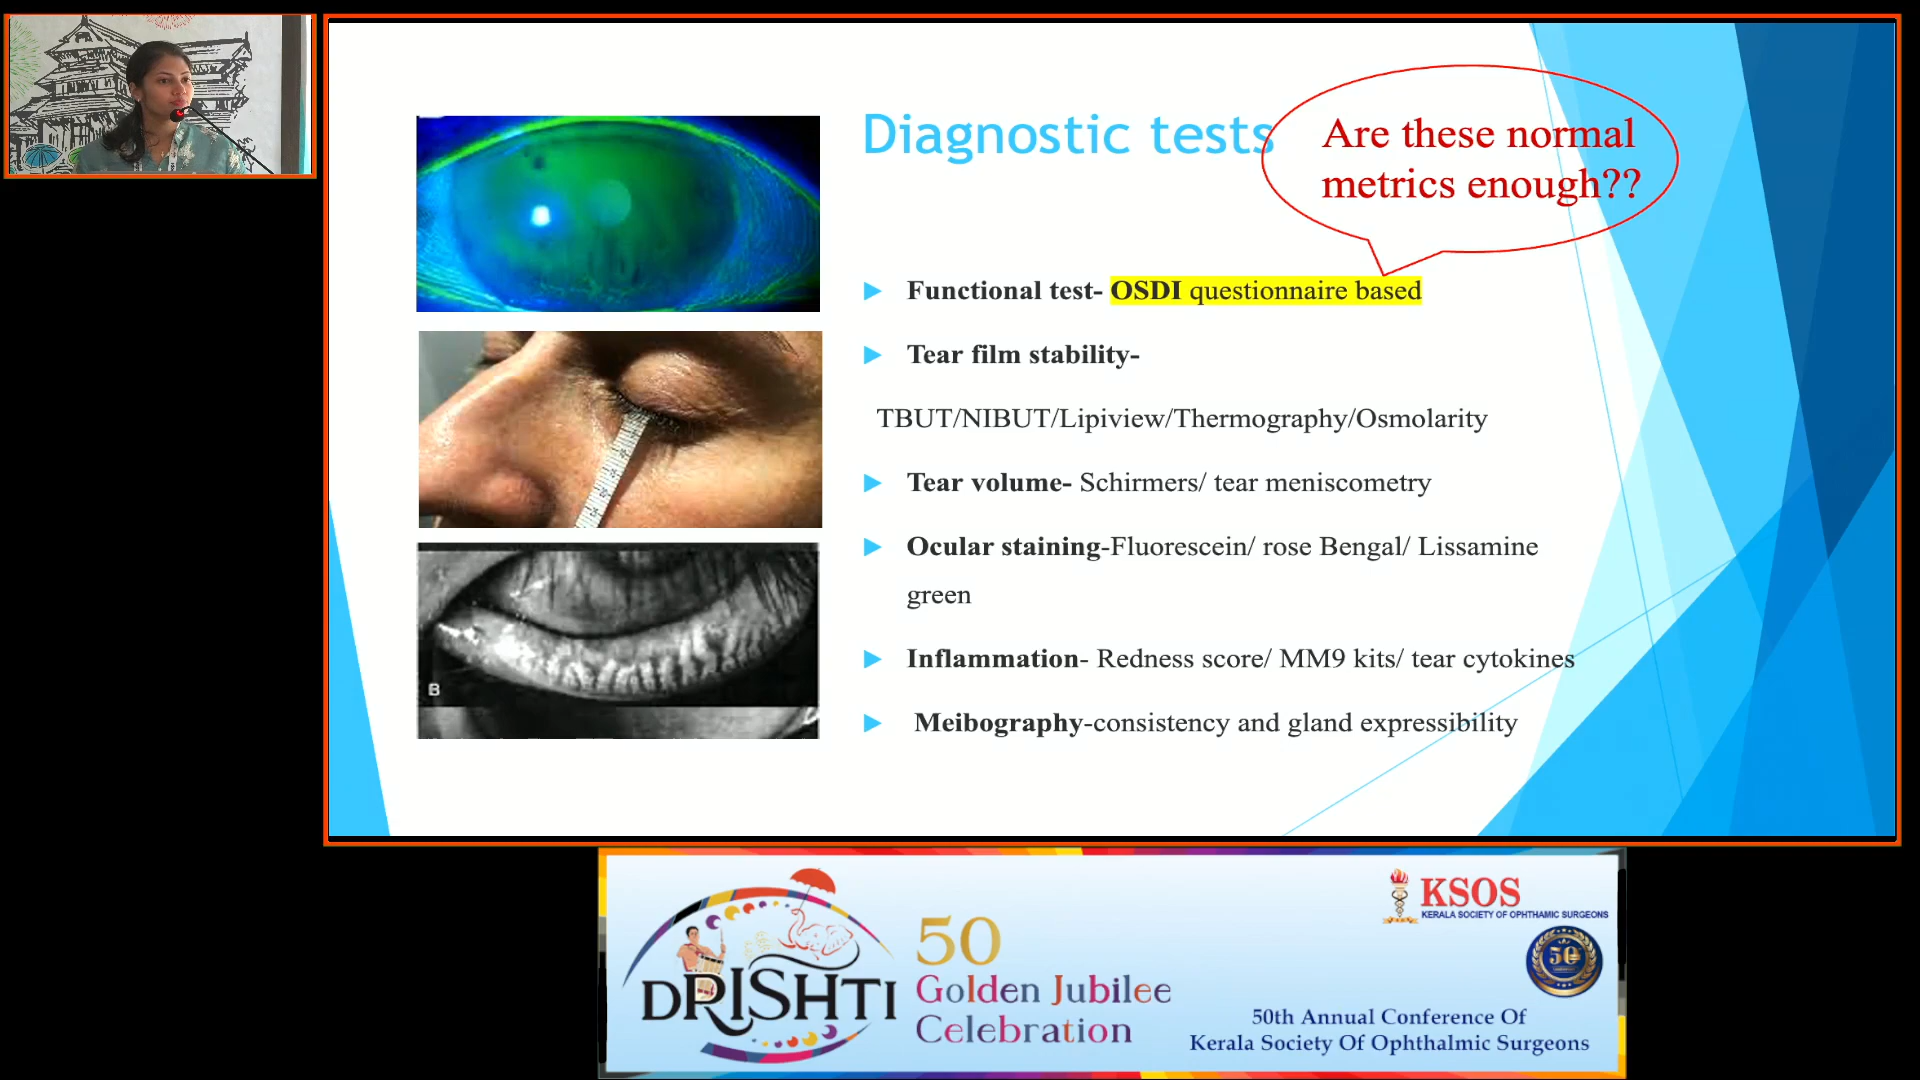 Diagnostic tests
Are these normal
metrics enough??
Functional test- OSDI questionnaire based
Tear film stability-
TBUT/NIBUT/Lipiview/Thermography/Osmolarity
Tear volume- Schirmers/ tear meniscometry
Ocular staining-Fluorescein/ rose Bengal/ Lissamine
green
Inflammation- Redness score/ MM9 kits/ tear cytokines
Meibography-consistency and gland expressibility
B
DRISHTI
50
Golden Jubilee
Celebration
KSOS
KERALA SOCIETY OF OPHTHAMIC SURGEONS
50
50th Annual Conference Of
Kerala Society Of Ophthalmic Surgeons